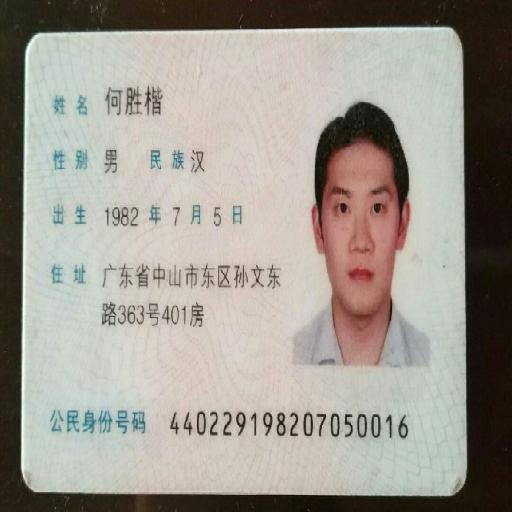 姓名 何胜楷
性别 男 民族 汉
出生 1982 年 7 月 5 日
住址 广东省中山市东区孙文东
路363号401房
公民身份号码 440229198207050016